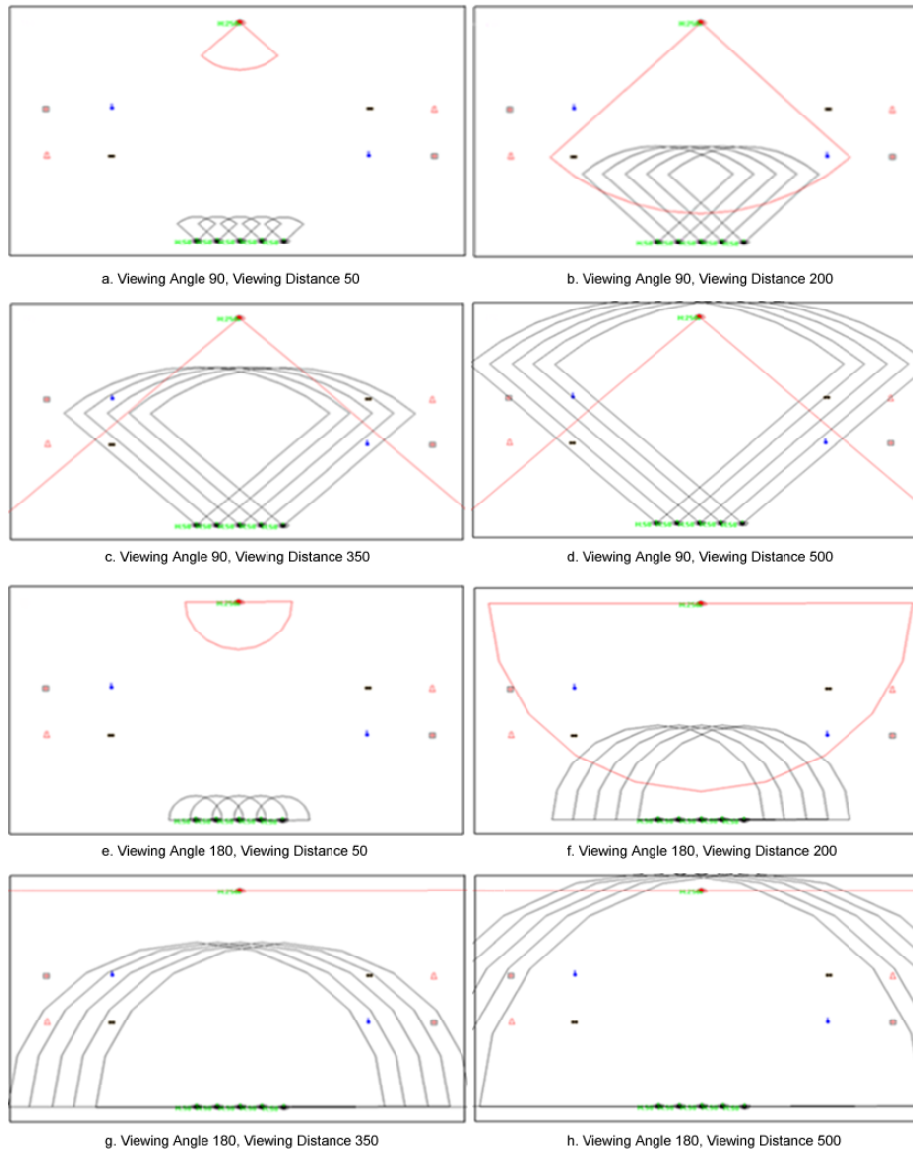 a. Viewing Angle 90, Viewing Distance 50
b. Viewing Angle 90, Viewing Distance 200
c. Viewing Angle 90, Viewing Distance 350
d. Viewing Angle 90, Viewing Distance 500
e. Viewing Angle 180, Viewing Distance 50
f. Viewing Angle 180, Viewing Distance 200
g. Viewing Angle 180, Viewing Distance 350
h. Viewing Angle 180, Viewing Distance 500